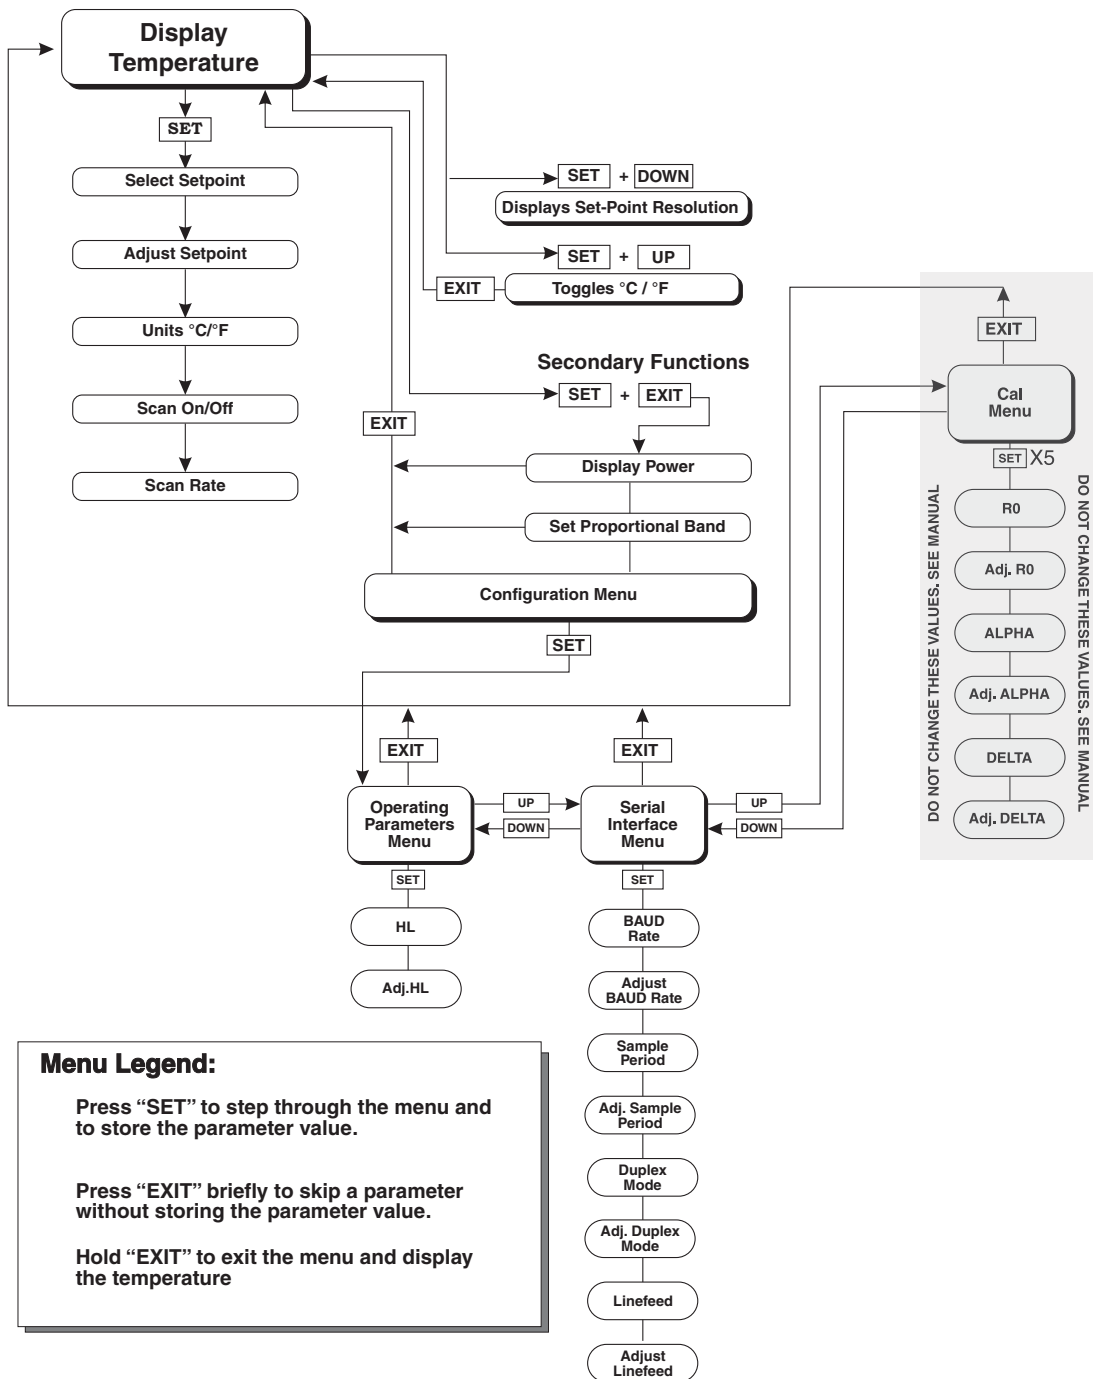 Display
Temperature
SET
Select Setpoint
Adjust Setpoint
Units °C/°F
Scan On/Off
Scan Rate
SET + DOWN
Displays Set-Point Resolution
SET + UP
EXIT
Toggles °C / °F
Secondary Functions
SET + EXIT
EXIT
Display Power
Set Proportional Band
Configuration Menu
SET
EXIT
Operating
Parameters
Menu
SET
HL
Adj.HL
UP
DOWN
EXIT
Serial
Interface
Menu
SET
BAUD
Rate
Adjust
BAUD Rate
Sample
Period
Adj. Sample
Period
Duplex
Mode
Adj. Duplex
Mode
Linefeed
Adjust
Linefeed
UP
DOWN
EXIT
Cal
Menu
SET X5
R0
Adj. R0
ALPHA
Adj. ALPHA
DELTA
Adj. DELTA
DO NOT CHANGE THESE VALUES. SEE MANUAL
DO NOT CHANGE THESE VALUES. SEE MANUAL
Menu Legend:
Press “SET” to step through the menu and
to store the parameter value.
Press “EXIT” briefly to skip a parameter
without storing the parameter value.
Hold “EXIT” to exit the menu and display
the temperature